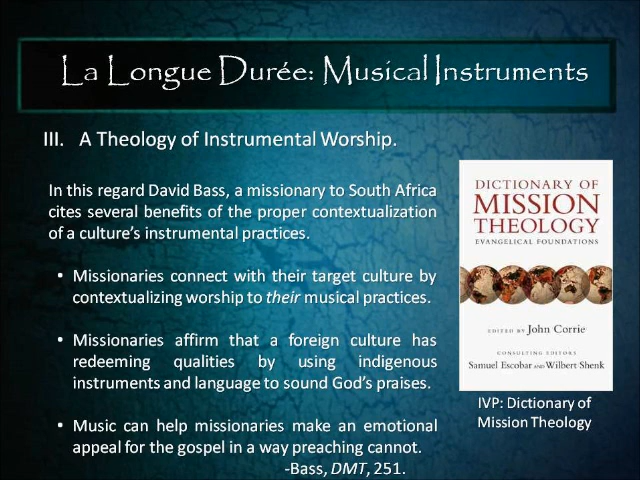 La Longue Durée: Musical Instruments
III. A Theology of Instrumental Worship.
In this regard David Bass, a missionary to South Africa
cites several benefits of the proper contextualization
of a culture's instrumental practices.
• Missionaries connect with their target culture by
contextualizing worship to their musical practices.
• Missionaries affirm that a foreign culture has
redeeming qualities by using indigenous
instruments and language to sound God's praises.
• Music can help missionaries make an emotional
appeal for the gospel in a way preaching cannot.
-Bass, DMT, 251.
DICTIONARY OF
MISSION
THEOLOGY
EVANGELICAL FOUNDATIONS
EDITED BY John Corrie
CONSULTING EDITORS
Samuel Escobar AND Wilbert Shenk
IVP: Dictionary of
Mission Theology